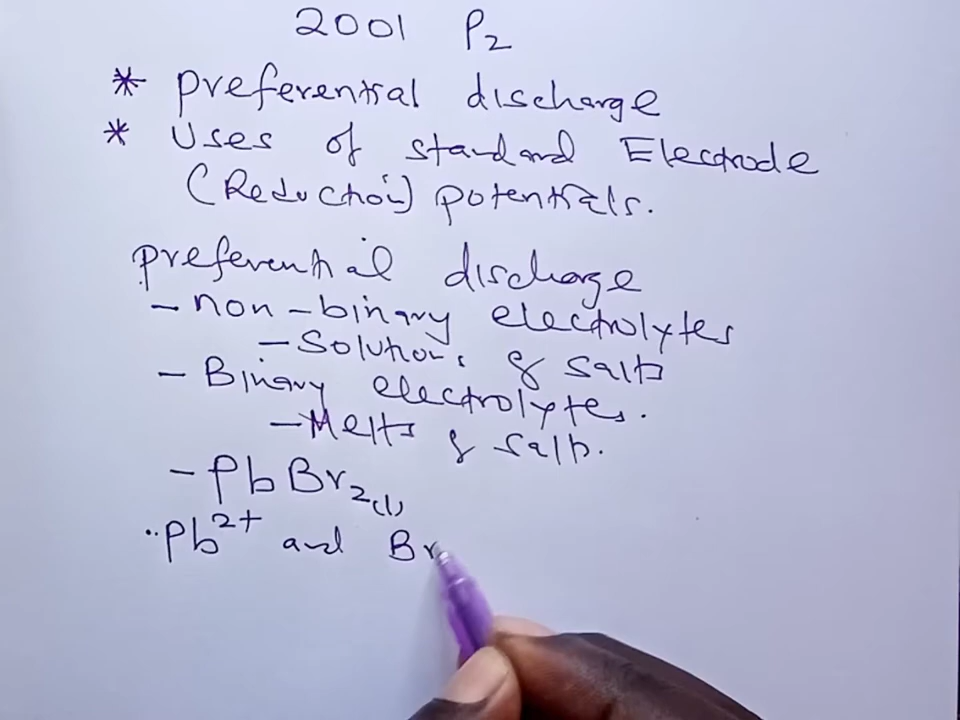 2001 P2
* preferential discharge
* Uses of standard Electrode
(Reduction) potentials.
preferential discharge
- non-binary electrolytes
- Solutions of salts
- Binary electrolytes.
- Melts of salts.
- PbBr2(l)
..Pb2+ and Br